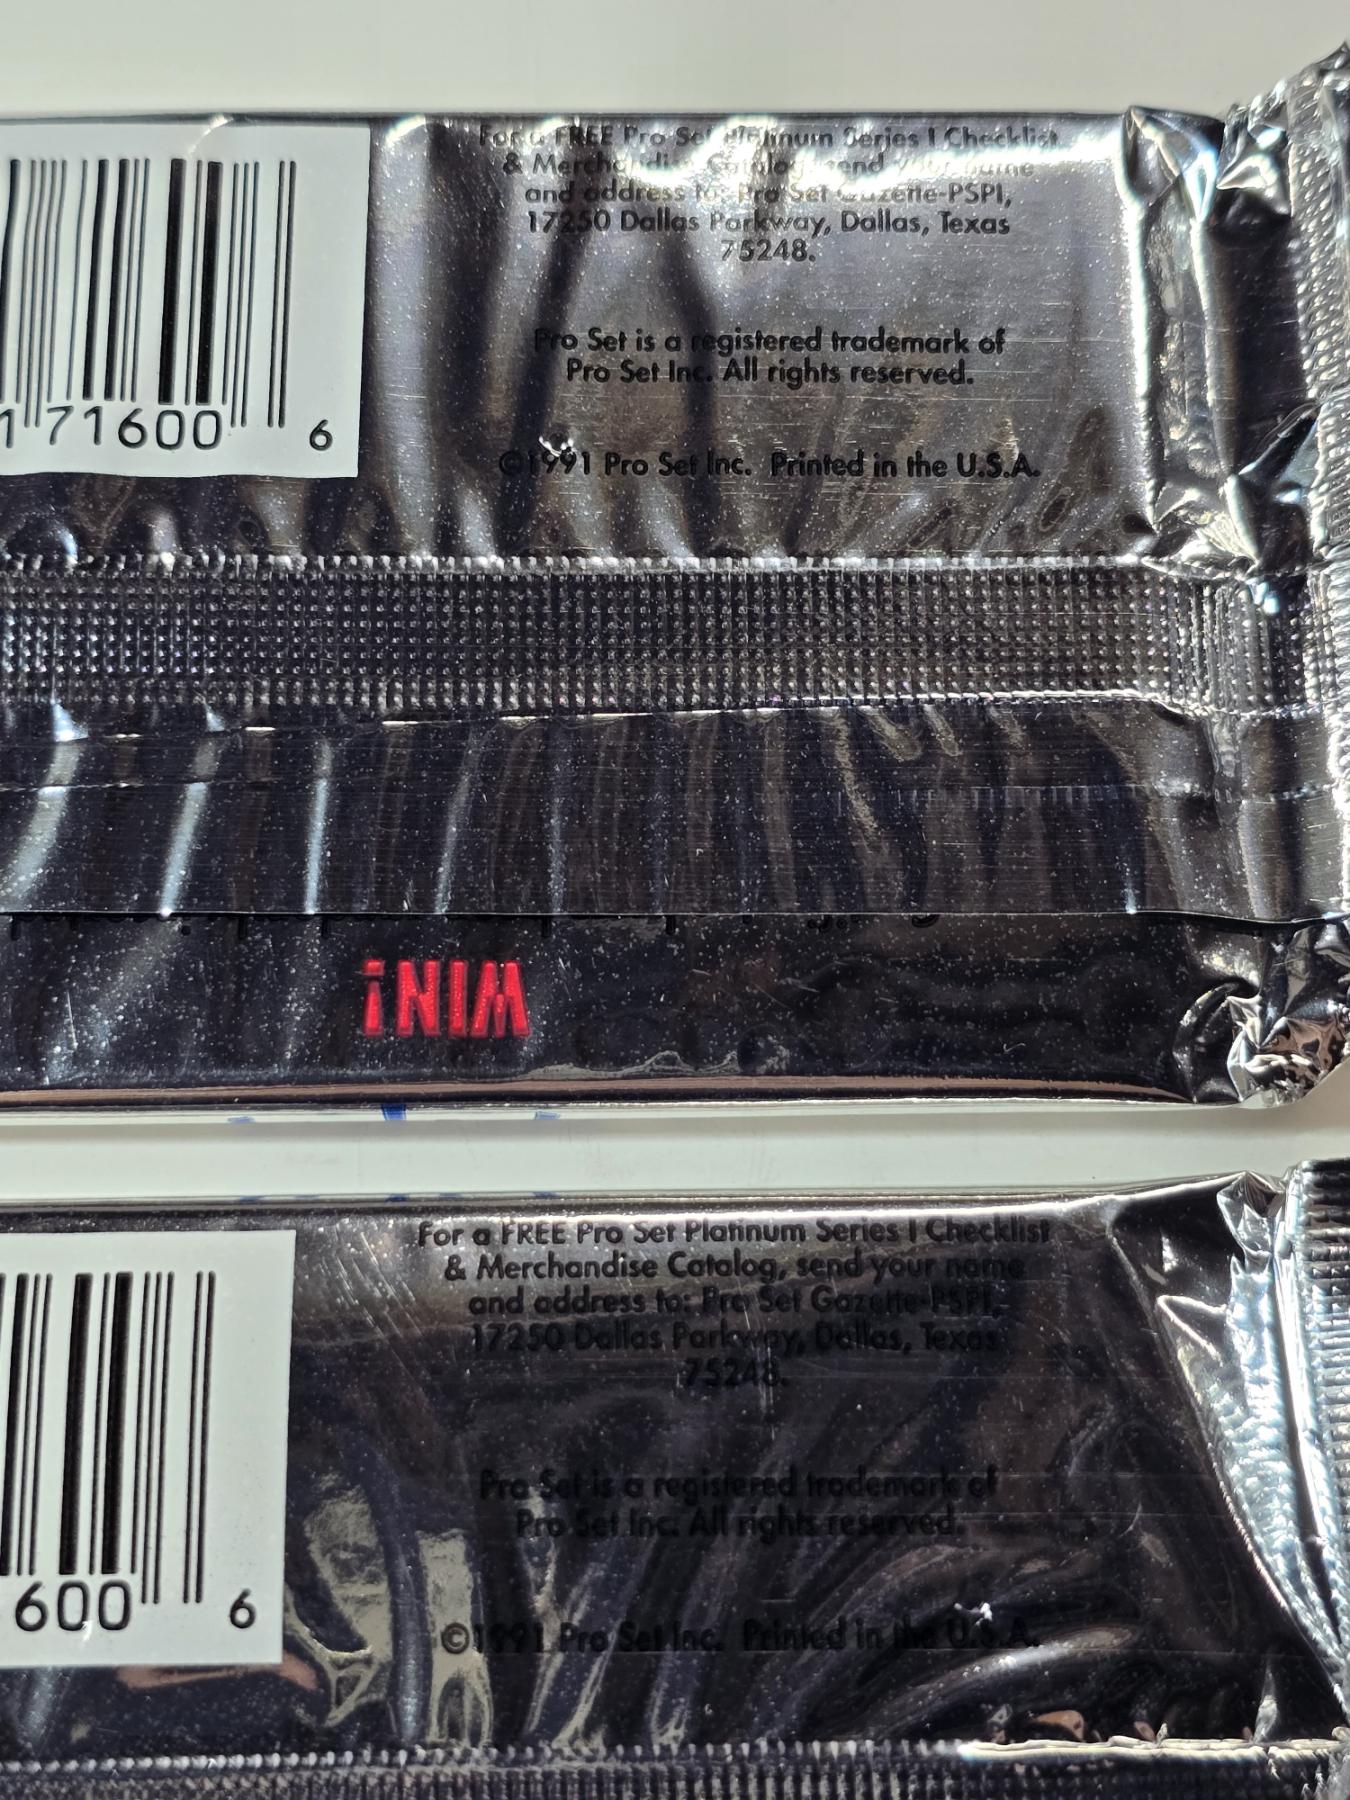 For a FREE Pro Set Platinum Series I Checklist
& Merchandise Catalog, send your name
and address to: Pro Set Gazette-PSPI,
17250 Dallas Parkway, Dallas, Texas
75248.
Pro Set is a registered trademark of
Pro Set Inc. All rights reserved.
©1991 Pro Set Inc. Printed in the U.S.A.
171600 6
WIN!
For a FREE Pro Set Platinum Series I Checklist
& Merchandise Catalog, send your name
and address to: Pro Set Gazette-PSPI,
17250 Dallas Parkway, Dallas, Texas
75248.
Pro Set is a registered trademark of
Pro Set Inc. All rights reserved.
©1991 Pro Set Inc. Printed in the U.S.A.
600 6